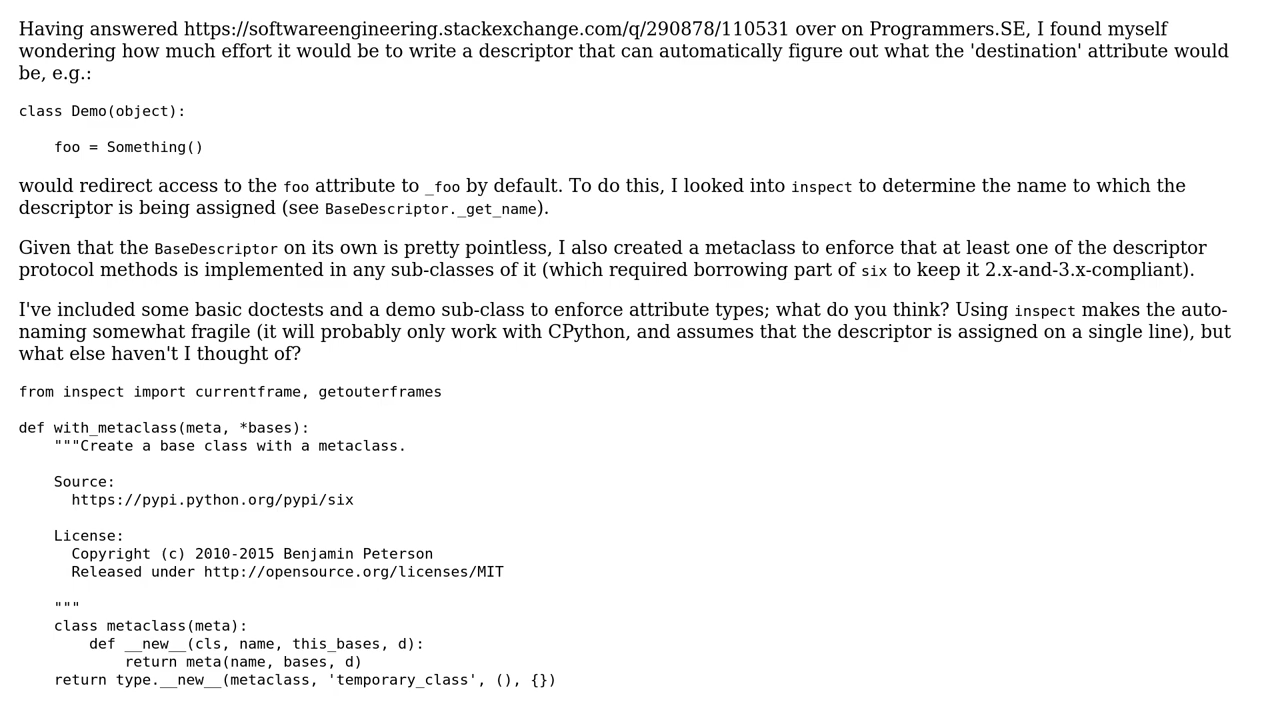 Having answered https://softwareengineering.stackexchange.com/q/290878/110531 over on Programmers.SE, I found myself
wondering how much effort it would be to write a descriptor that can automatically figure out what the 'destination' attribute would
be, e.g.:
class Demo(object):
    foo = Something()
would redirect access to the foo attribute to _foo by default. To do this, I looked into inspect to determine the name to which the
descriptor is being assigned (see BaseDescriptor._get_name).
Given that the BaseDescriptor on its own is pretty pointless, I also created a metaclass to enforce that at least one of the descriptor
protocol methods is implemented in any sub-classes of it (which required borrowing part of six to keep it 2.x-and-3.x-compliant).
I've included some basic doctests and a demo sub-class to enforce attribute types; what do you think? Using inspect makes the auto-
naming somewhat fragile (it will probably only work with CPython, and assumes that the descriptor is assigned on a single line), but
what else haven't I thought of?
from inspect import currentframe, getouterframes
def with_metaclass(meta, *bases):
    """Create a base class with a metaclass.
    Source:
      https://pypi.python.org/pypi/six
    License:
      Copyright (c) 2010-2015 Benjamin Peterson
      Released under http://opensource.org/licenses/MIT
    """
    class metaclass(meta):
        def __new__(cls, name, this_bases, d):
            return meta(name, bases, d)
    return type.__new__(metaclass, 'temporary_class', (), {})